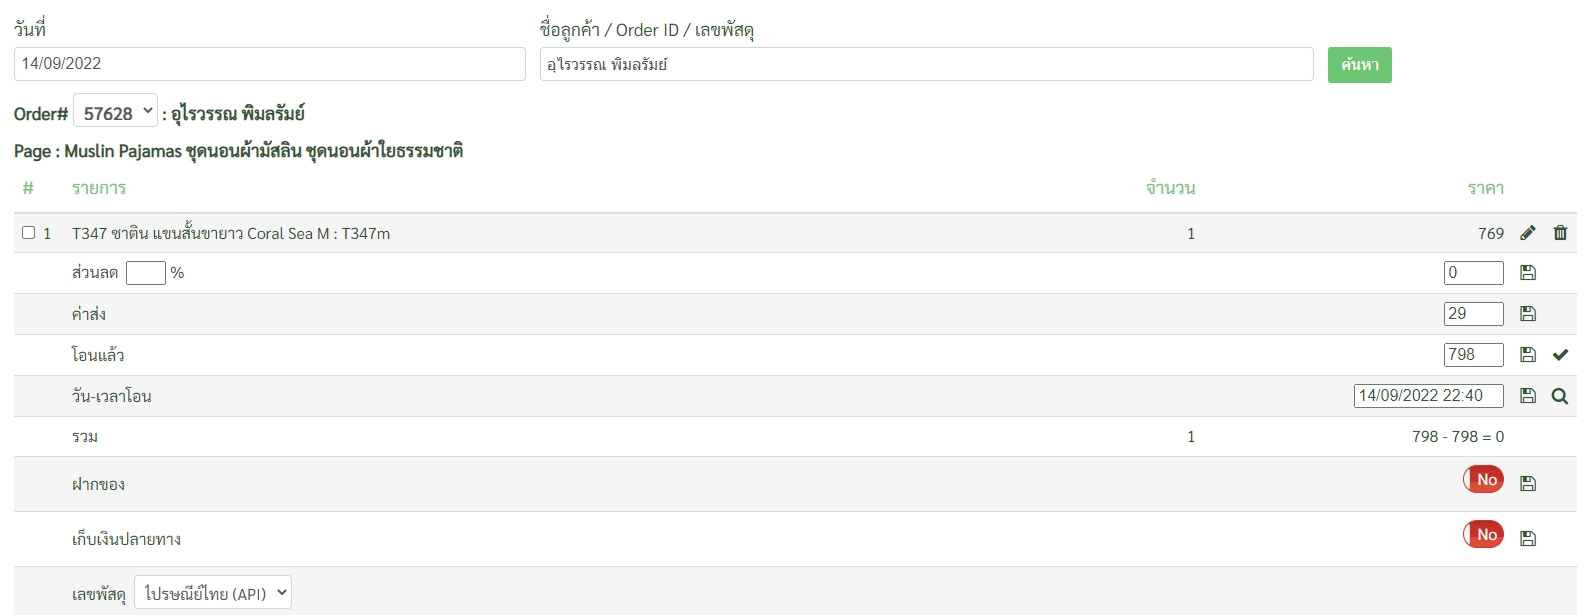 วันที่ ชื่อลูกค้า / Order ID / เลขพัสดุ
14/09/2022 อุไรวรรณ พิมลรัมย์ ค้นหา
Order# 57628 : อุไรวรรณ พิมลรัมย์
Page : Muslin Pajamas ชุดนอนผ้ามัสลิน ชุดนอนผ้าใยธรรมชาติ
# รายการ จำนวน ราคา
1 T347 ซาติน แขนสั้นขายาว Coral Sea M : T347m 1 769
ส่วนลด % 0
ค่าส่ง 29
โอนแล้ว 798
วัน-เวลาโอน 14/09/2022 22:40
รวม 1 798 - 798 = 0
ฝากของ No
เก็บเงินปลายทาง No
เลขพัสดุ ไปรษณีย์ไทย (API)